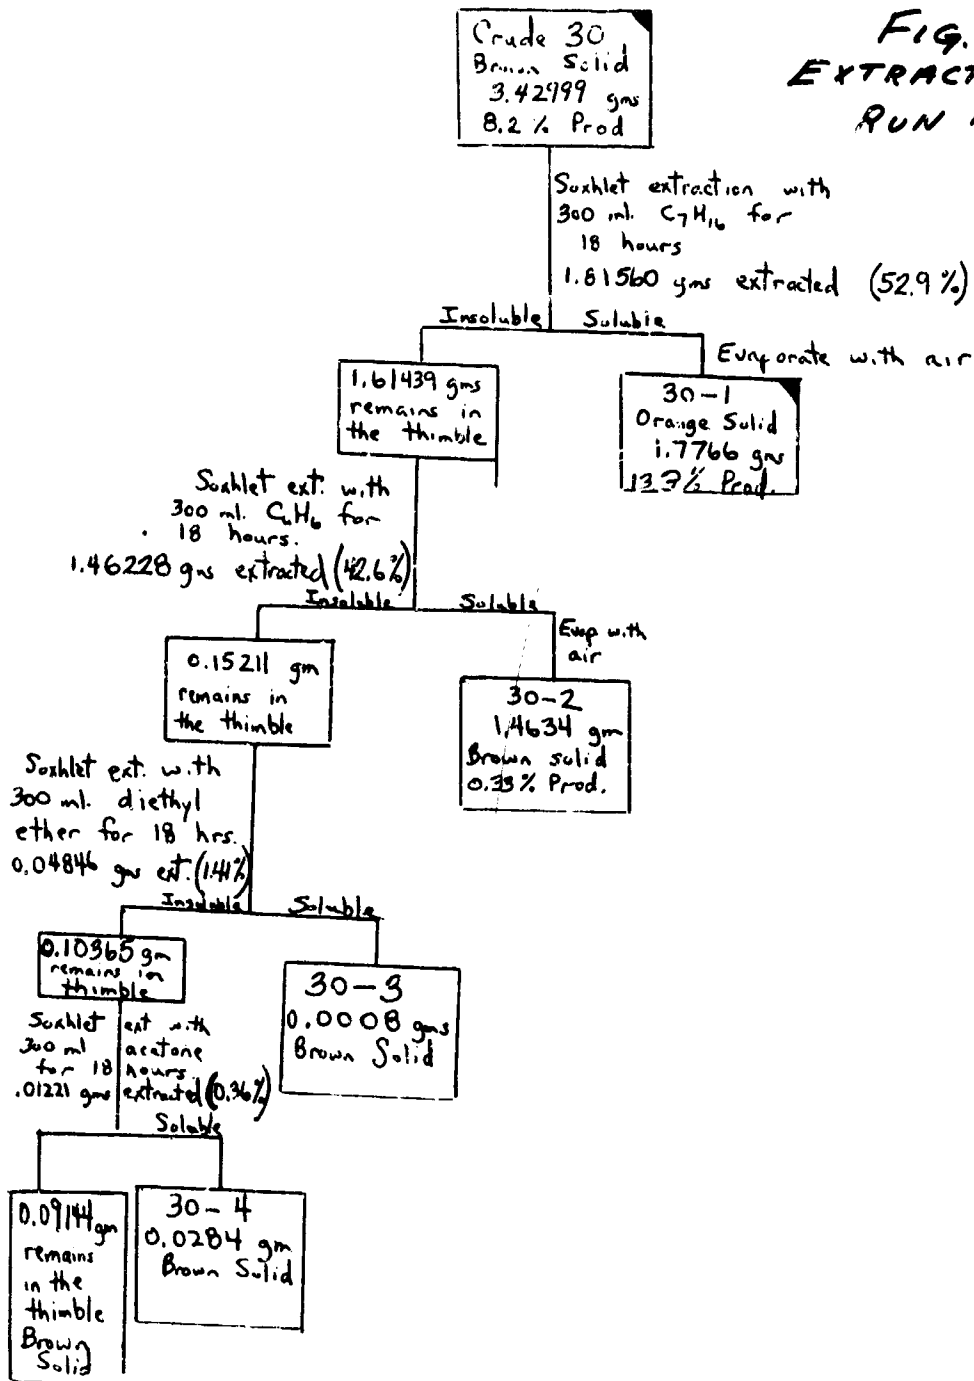 FIG.
EXTRACT
RUN
Crude 30
Brown Solid
3.42999 gms
8.2% Prod
Soxhlet extraction with
300 ml. C7H16 for
18 hours
1.81560 gms extracted (52.9%)
Insoluble Soluble
Evaporate with air
1.61439 gms
remains in
the thimble
30-1
Orange Solid
1.7766 gms
13.3% Prod.
Soxhlet ext. with
300 ml. C6H6 for
18 hours.
1.46228 gms extracted (42.6%)
Insoluble Soluble
Evap with
air
0.15211 gm
remains in
the thimble
30-2
1.4634 gm
Brown solid
0.33% Prod.
Soxhlet ext. with
300 ml. diethyl
ether for 18 hrs.
0.04846 gms ext. (1.41%)
Insoluble Soluble
0.10365 gm
remains in
thimble
30-3
0.0008 gms
Brown Solid
Soxhlet ext with
300 ml acetone
for 18 hours
.01221 gms extracted (0.36%)
Soluble
0.09144 gm
remains
in the
thimble
Brown
Solid
30-4
0.0284 gm
Brown Solid